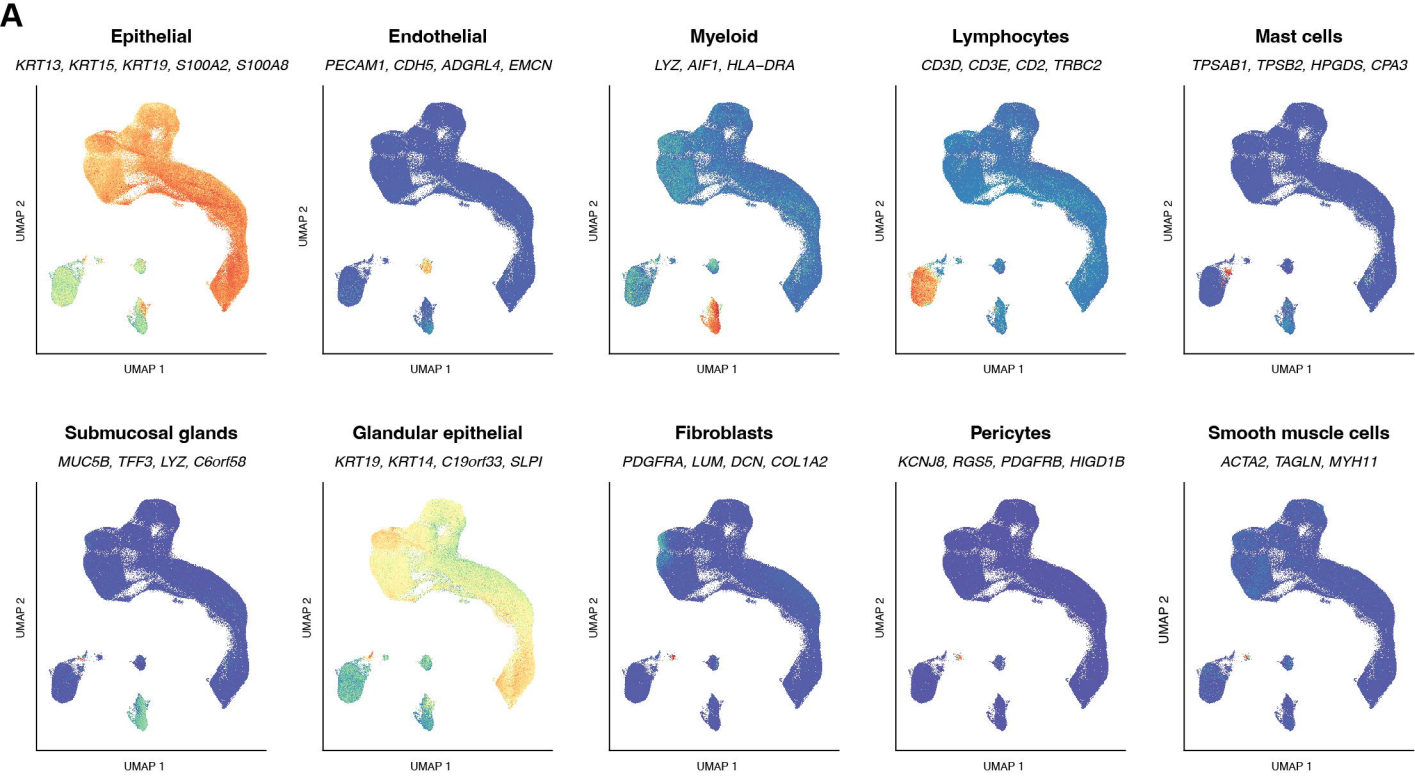 A
Epithelial
KRT13, KRT15, KRT19, S100A2, S100A8
UMAP 2
UMAP 1
Endothelial
PECAM1, CDH5, ADGRL4, EMCN
UMAP 2
UMAP 1
Myeloid
LYZ, AIF1, HLA−DRA
UMAP 2
UMAP 1
Lymphocytes
CD3D, CD3E, CD2, TRBC2
UMAP 2
UMAP 1
Mast cells
TPSAB1, TPSB2, HPGDS, CPA3
UMAP 2
UMAP 1
Submucosal glands
MUC5B, TFF3, LYZ, C6orf58
UMAP 2
UMAP 1
Glandular epithelial
KRT19, KRT14, C19orf33, SLPI
UMAP 2
UMAP 1
Fibroblasts
PDGFRA, LUM, DCN, COL1A2
UMAP 2
UMAP 1
Pericytes
KCNJ8, RGS5, PDGFRB, HIGD1B
UMAP 2
UMAP 1
Smooth muscle cells
ACTA2, TAGLN, MYH11
UMAP 2
UMAP 1